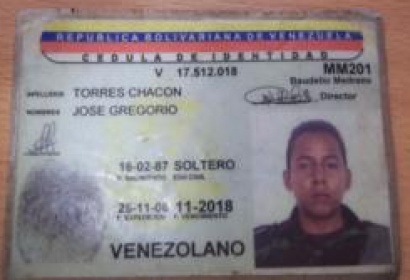 REPUBLICA BOLIVARIANA DE VENEZUELA
CEDULA DE IDENTIDAD
V 17.512.018 MM201
Baudelio Medrano
Director
APELLIDOS TORRES CHACON
NOMBRES JOSE GREGORIO
16-02-87 SOLTERO
F. NACIMIENTO EDO CIVIL
25-11-08 11-2018
F. EXPEDICION F. VENCIMIENTO
VENEZOLANO